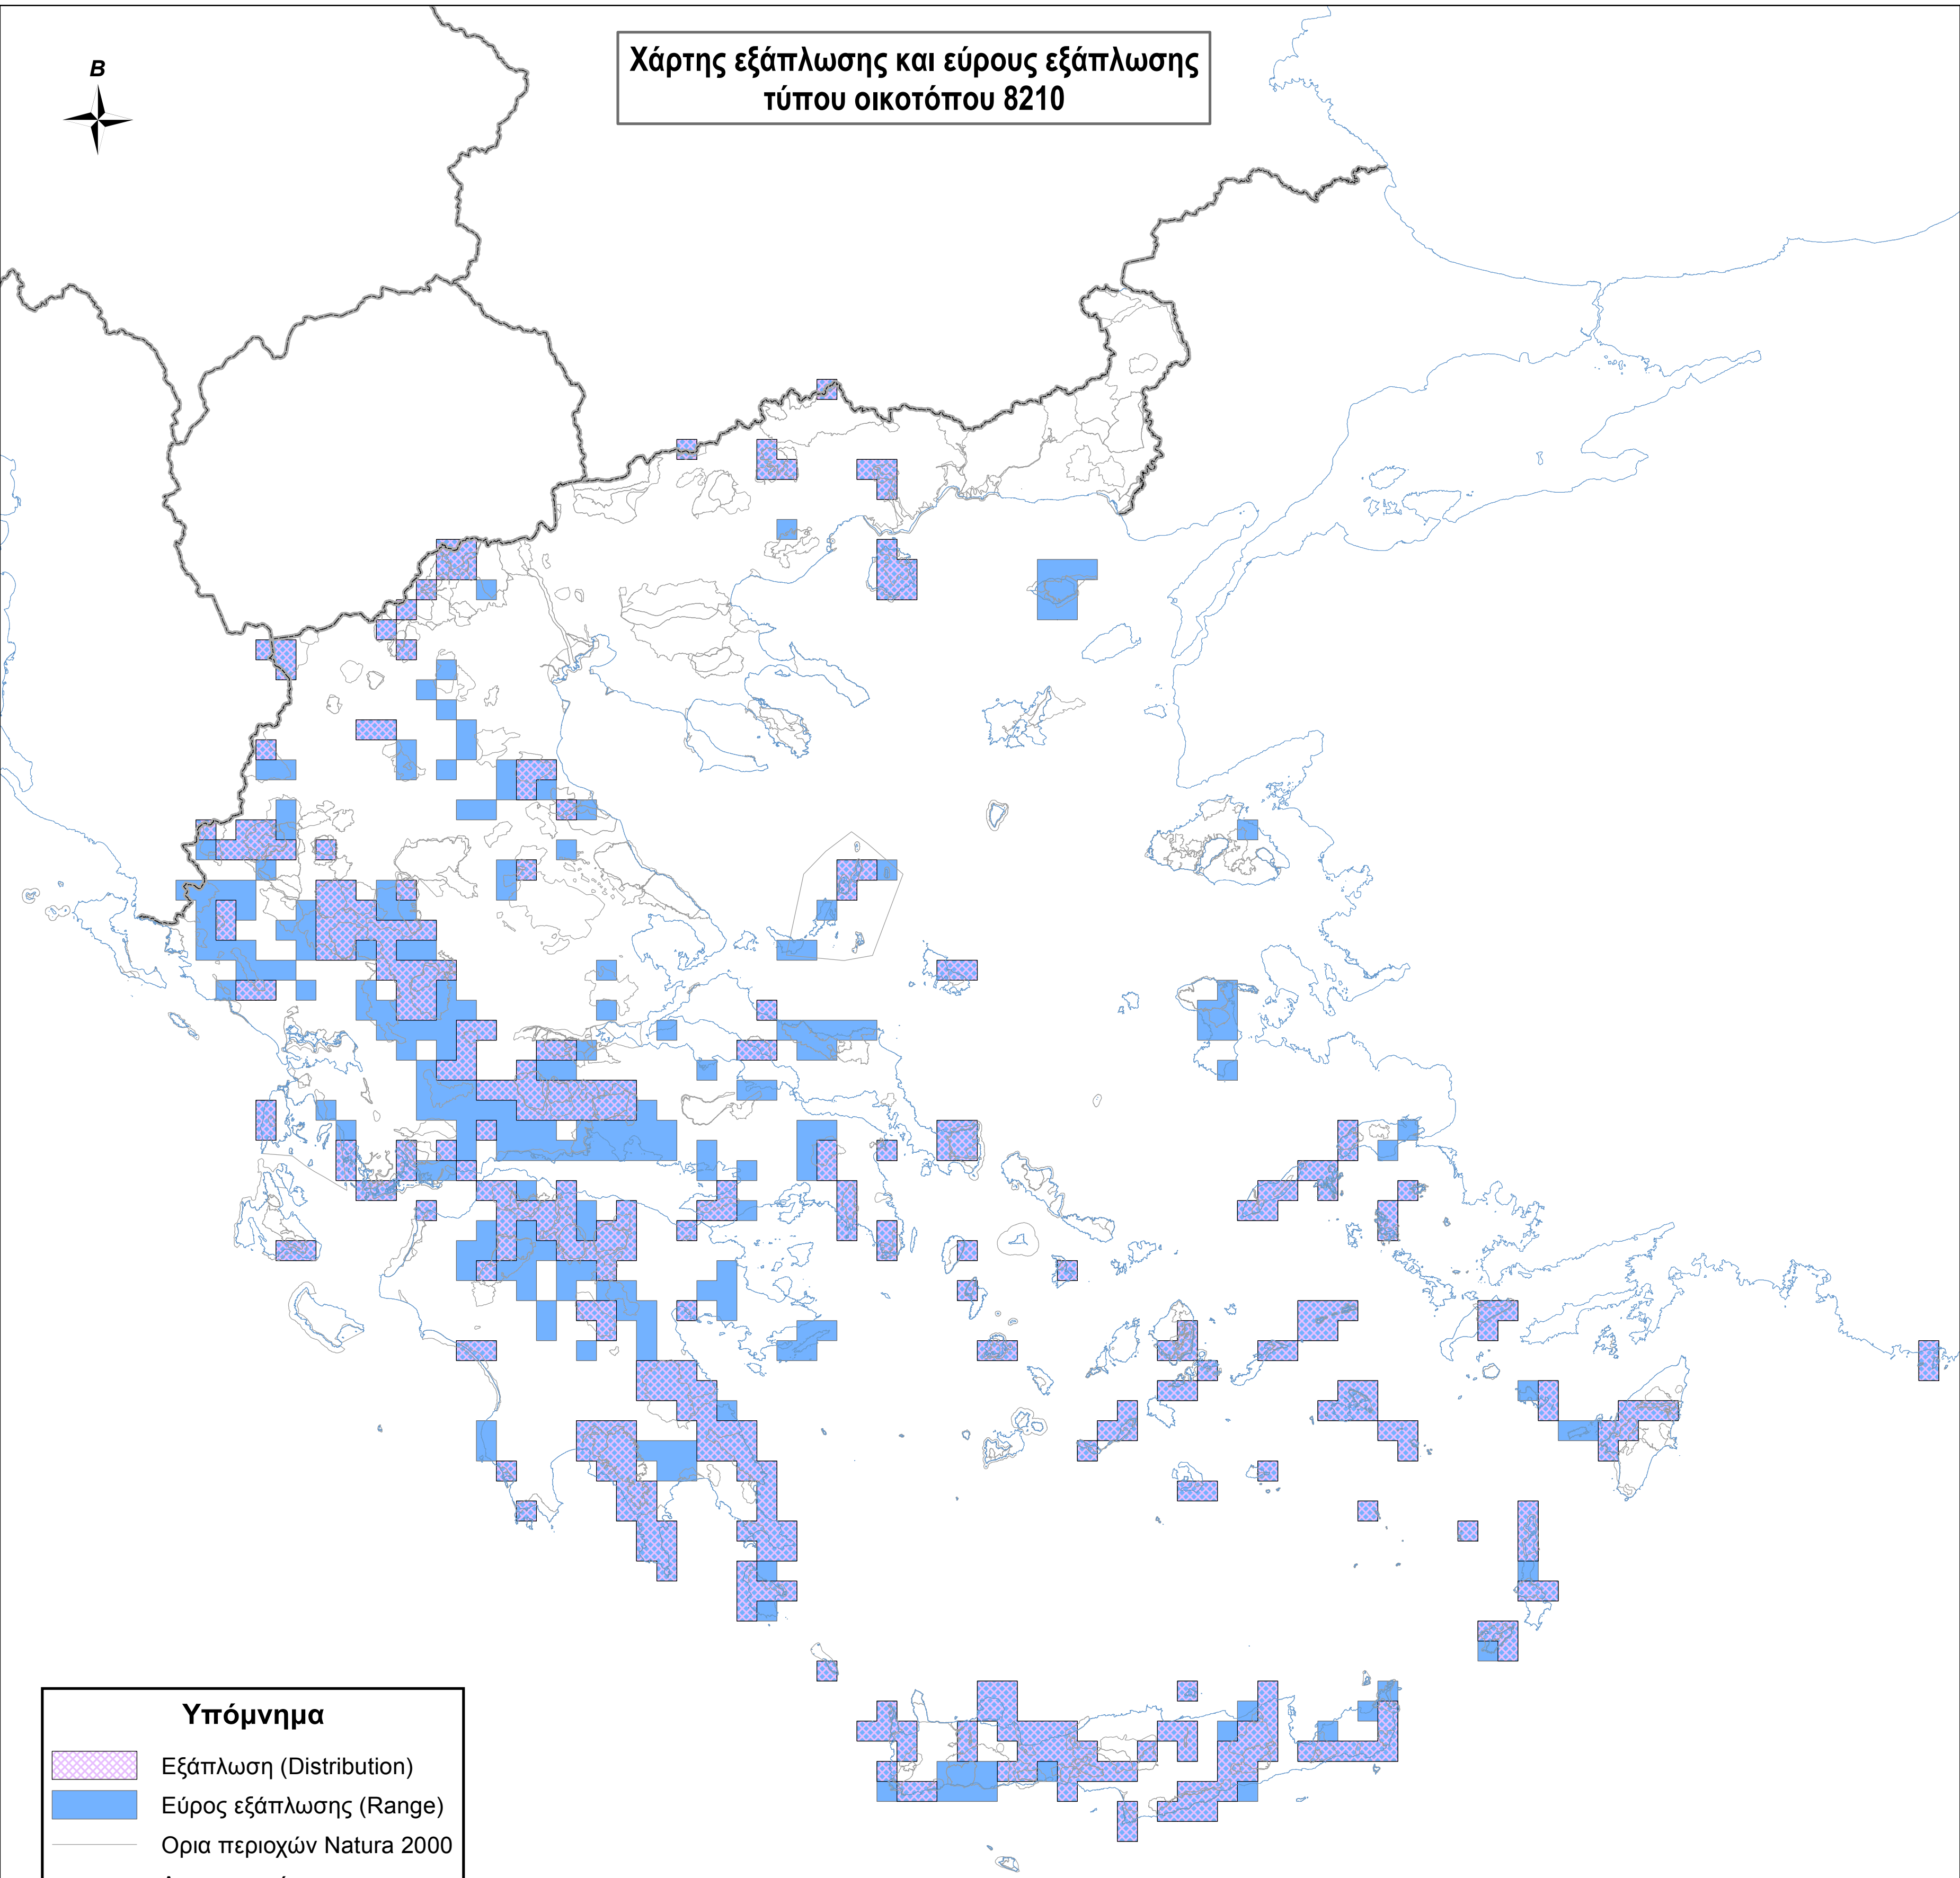 Χάρτης εξάπλωσης και εύρους εξάπλωσης
τύπου οικοτόπου 8210
Β
Υπόμνημα
Εξάπλωση (Distribution)
Εύρος εξάπλωσης (Range)
Ορια περιοχών Natura 2000